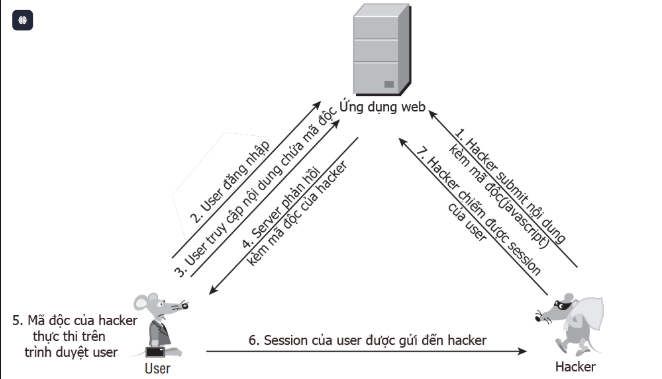 Ứng dụng web
1. Hacker submit nội dung
kèm mã độc(javascript)
2. User đăng nhập
3. User truy cập nội dung chứa mã độc
4. Server phản hồi
kèm mã độc của hacker
5. Mã độc của hacker
thực thi trên
trình duyệt user
6. Session của user được gửi đến hacker
7. Hacker chiếm được session
của user
User
Hacker